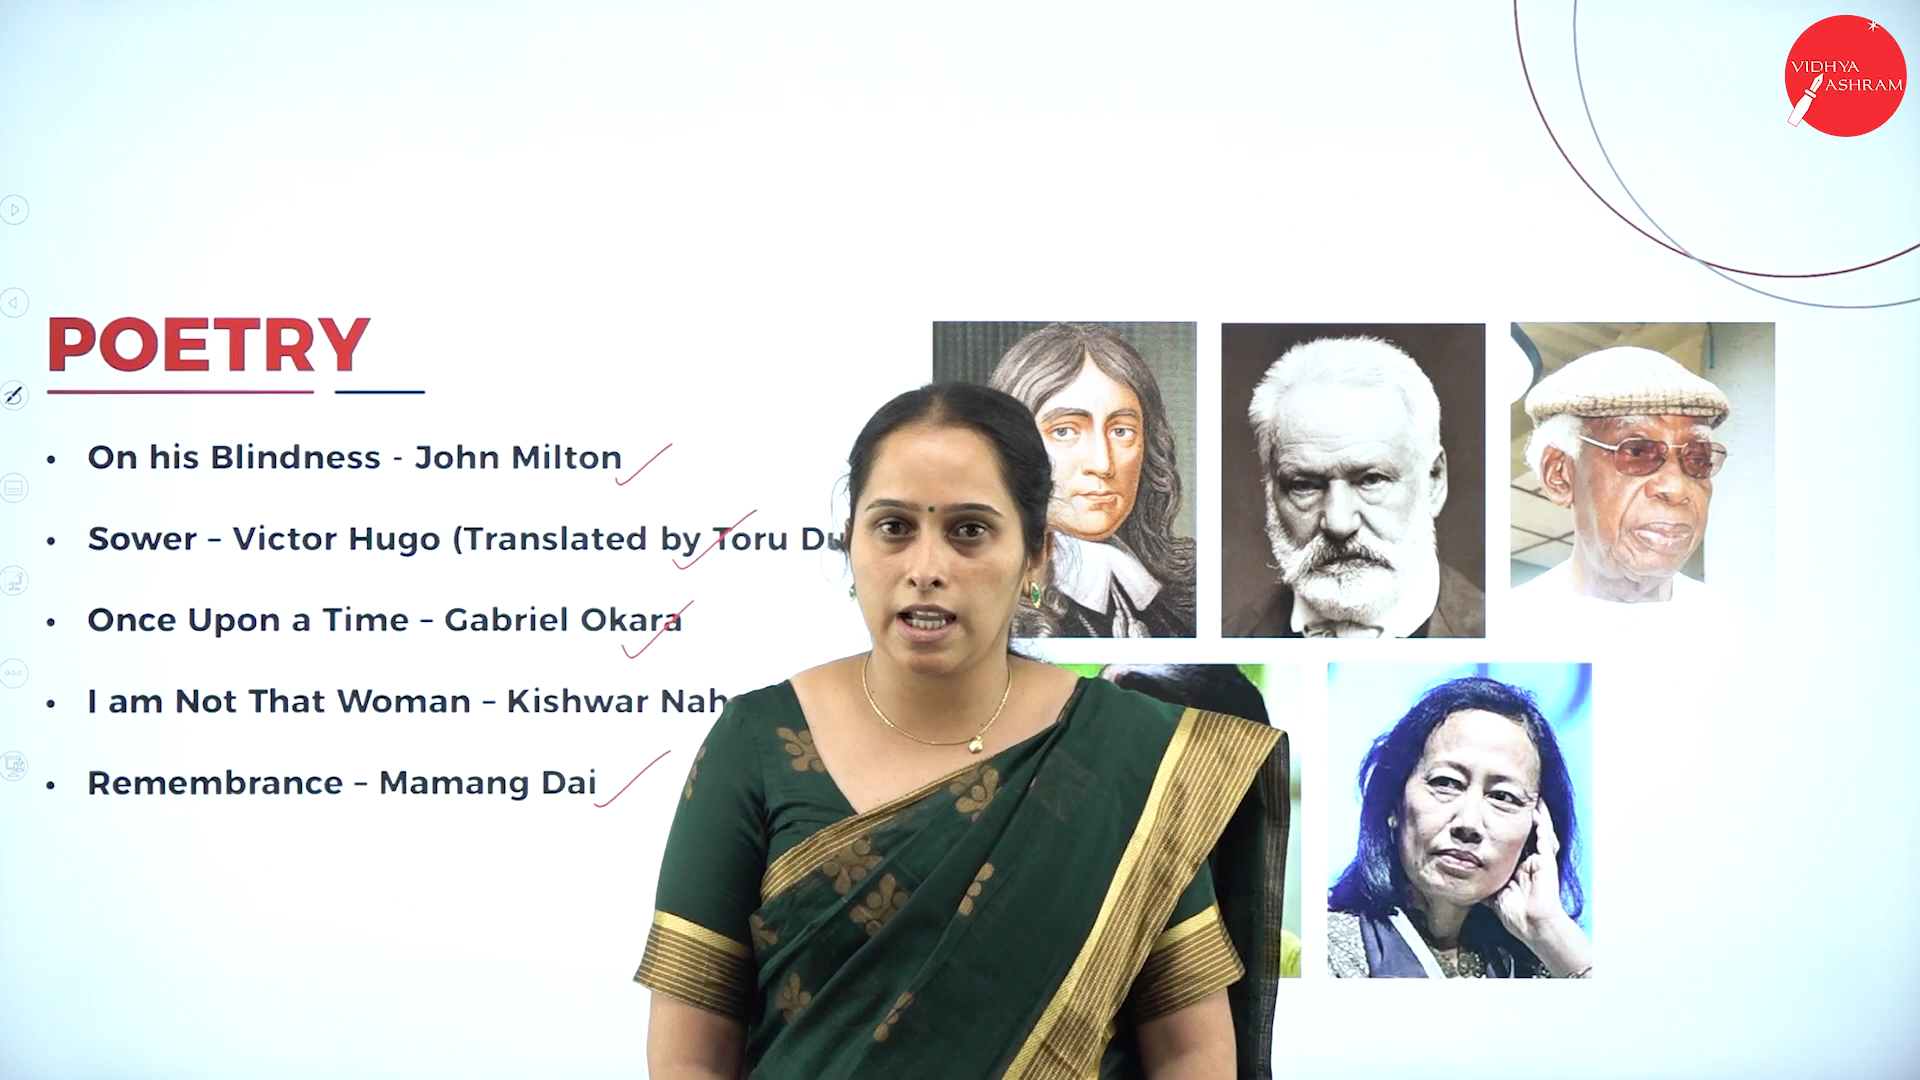 VIDHYA
ASHRAM
POETRY
• On his Blindness - John Milton
• Sower – Victor Hugo (Translated by Toru
• Once Upon a Time – Gabriel Okara
• I am Not That Woman – Kishwar
• Remembrance – Mamang Dai